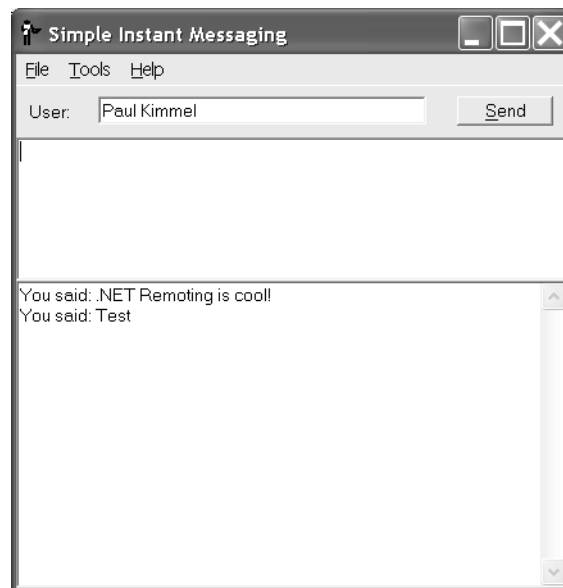 Simple Instant Messaging
File Tools Help
User: Paul Kimmel Send
You said: .NET Remoting is cool!
You said: Test